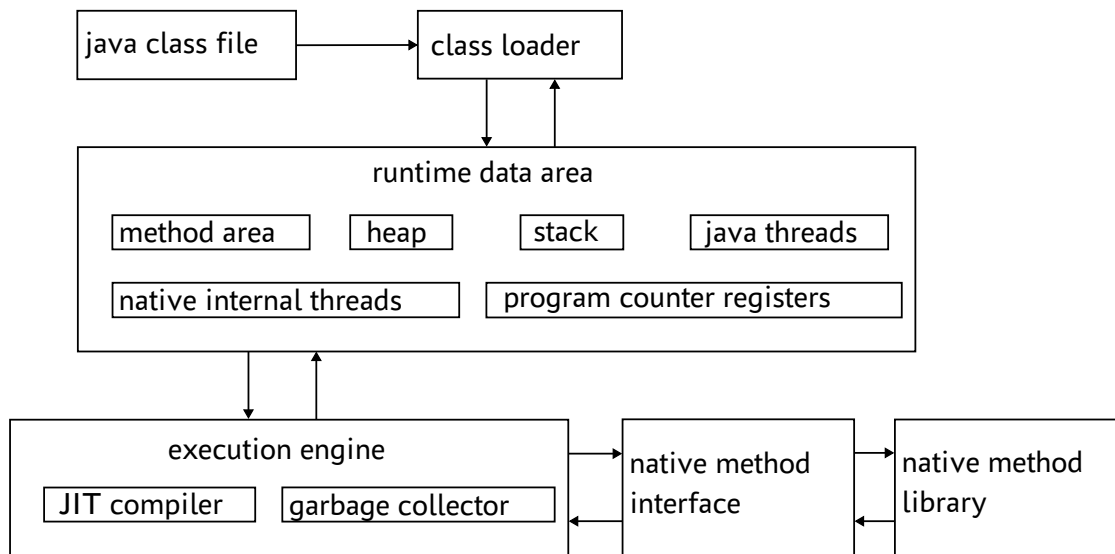 java class file
class loader
runtime data area
method area
heap
stack
java threads
native internal threads
program counter registers
execution engine
JIT compiler
garbage collector
native method
interface
native method
library